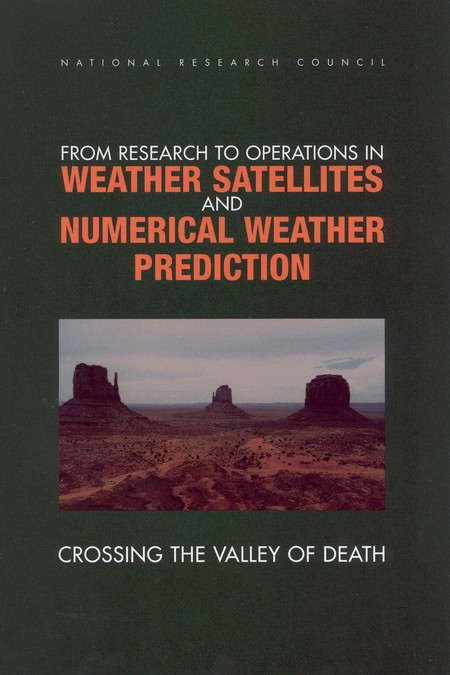 NATIONAL RESEARCH COUNCIL
FROM RESEARCH TO OPERATIONS IN
WEATHER SATELLITES
AND
NUMERICAL WEATHER
PREDICTION
CROSSING THE VALLEY OF DEATH